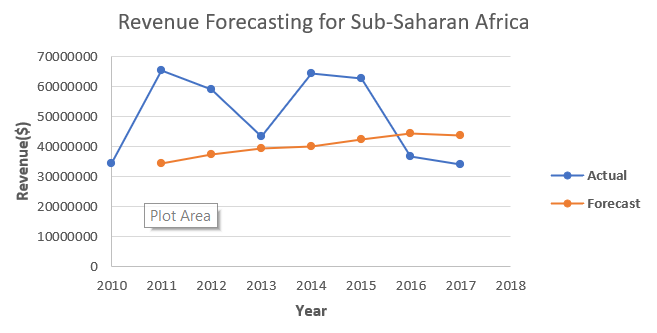 Revenue Forecasting for Sub-Saharan Africa
70000000
60000000
50000000
40000000
30000000
20000000
10000000
0
Revenue($)
Plot Area
2010 2011 2012 2013 2014 2015 2016 2017 2018
Year
Actual
Forecast